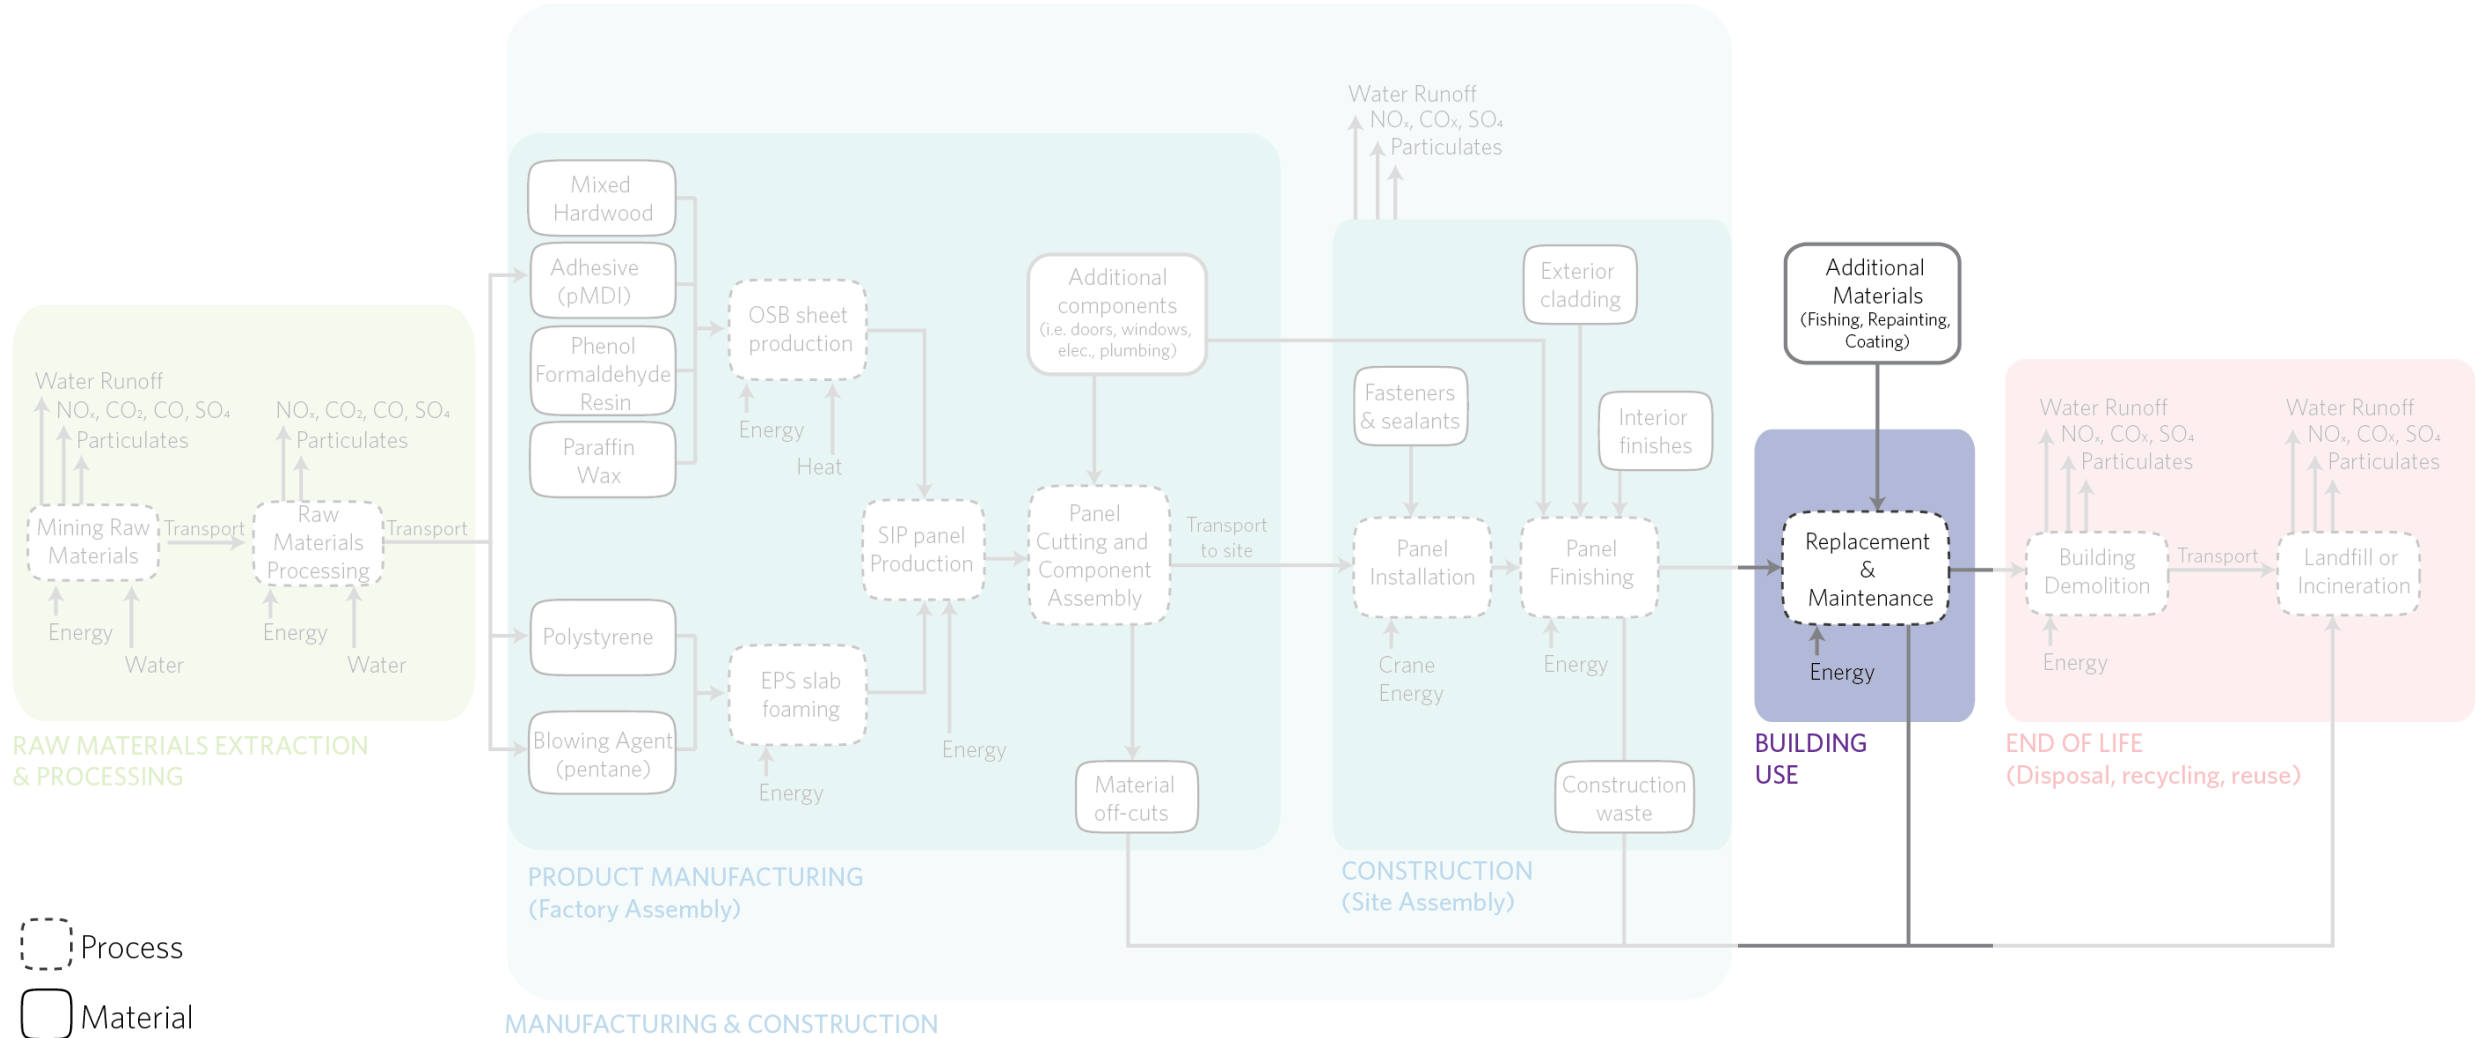 Water Runoff
NOₓ, CO₂, CO, SO₄
Particulates
NOₓ, CO₂, CO, SO₄
Particulates
Mining Raw
Materials
Transport
Raw
Materials
Processing
Transport
Energy
Water
Energy
Water
RAW MATERIALS EXTRACTION
& PROCESSING
Mixed
Hardwood
Adhesive
(pMDI)
Phenol
Formaldehyde
Resin
Paraffin
Wax
OSB sheet
production
Energy
Heat
Polystyrene
Blowing Agent
(pentane)
EPS slab
foaming
Energy
SIP panel
Production
Energy
Additional
components
(i.e. doors, windows,
elec., plumbing)
Panel
Cutting and
Component
Assembly
Material
off-cuts
Transport
to site
PRODUCT MANUFACTURING
(Factory Assembly)
Water Runoff
NOₓ, COₓ, SO₄
Particulates
Exterior
cladding
Fasteners
& sealants
Interior
finishes
Panel
Installation
Panel
Finishing
Crane
Energy
Energy
Construction
waste
CONSTRUCTION
(Site Assembly)
MANUFACTURING & CONSTRUCTION
Additional
Materials
(Fishing, Repainting,
Coating)
Replacement
&
Maintenance
Energy
BUILDING
USE
Water Runoff
NOₓ, COₓ, SO₄
Particulates
Water Runoff
NOₓ, COₓ, SO₄
Particulates
Building
Demolition
Transport
Landfill or
Incineration
Energy
END OF LIFE
(Disposal, recycling, reuse)
Process
Material